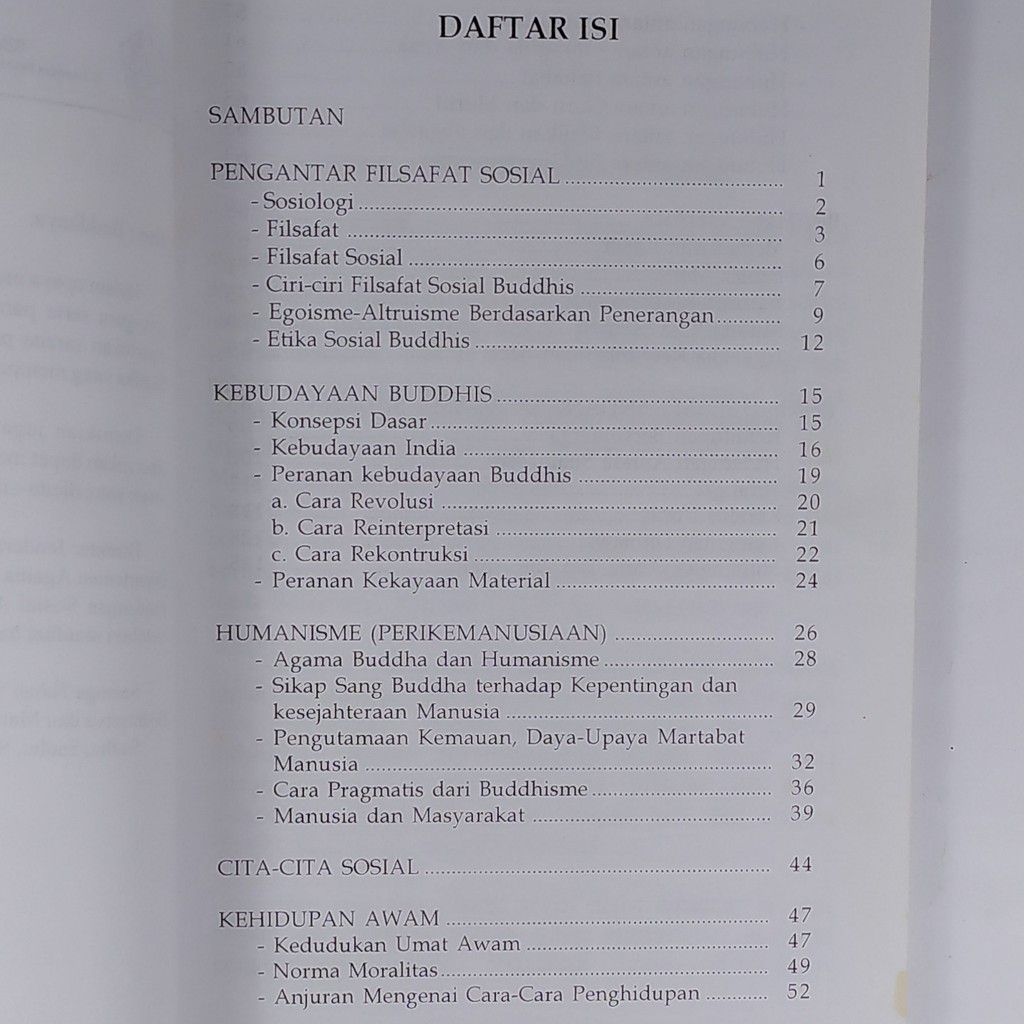 DAFTAR ISI
SAMBUTAN
PENGANTAR FILSAFAT SOSIAL ........................................ 1
- Sosiologi ........................................ 2
- Filsafat ........................................ 3
- Filsafat Sosial ........................................ 6
- Ciri-ciri Filsafat Sosial Buddhis ........................................ 7
- Egoisme-Altruisme Berdasarkan Penerangan............ 9
- Etika Sosial Buddhis ........................................ 12
KEBUDAYAAN BUDDHIS ........................................ 15
- Konsepsi Dasar ........................................ 15
- Kebudayaan India ........................................ 16
- Peranan kebudayaan Buddhis ........................................ 19
a. Cara Revolusi ........................................ 20
b. Cara Reinterpretasi ........................................ 21
c. Cara Rekontruksi ........................................ 22
- Peranan Kekayaan Material ........................................ 24
HUMANISME (PERIKEMANUSIAAN) ............................ 26
- Agama Buddha dan Humanisme ............................ 28
- Sikap Sang Buddha terhadap Kepentingan dan
kesejahteraan Manusia ........................................ 29
- Pengutamaan Kemauan, Daya-Upaya Martabat
Manusia ........................................ 32
- Cara Pragmatis dari Buddhisme ............................ 36
- Manusia dan Masyarakat ........................................ 39
CITA-CITA SOSIAL ........................................ 44
KEHIDUPAN AWAM ........................................ 47
- Kedudukan Umat Awam ........................................ 47
- Norma Moralitas ........................................ 49
- Anjuran Mengenai Cara-Cara Penghidupan ............ 52